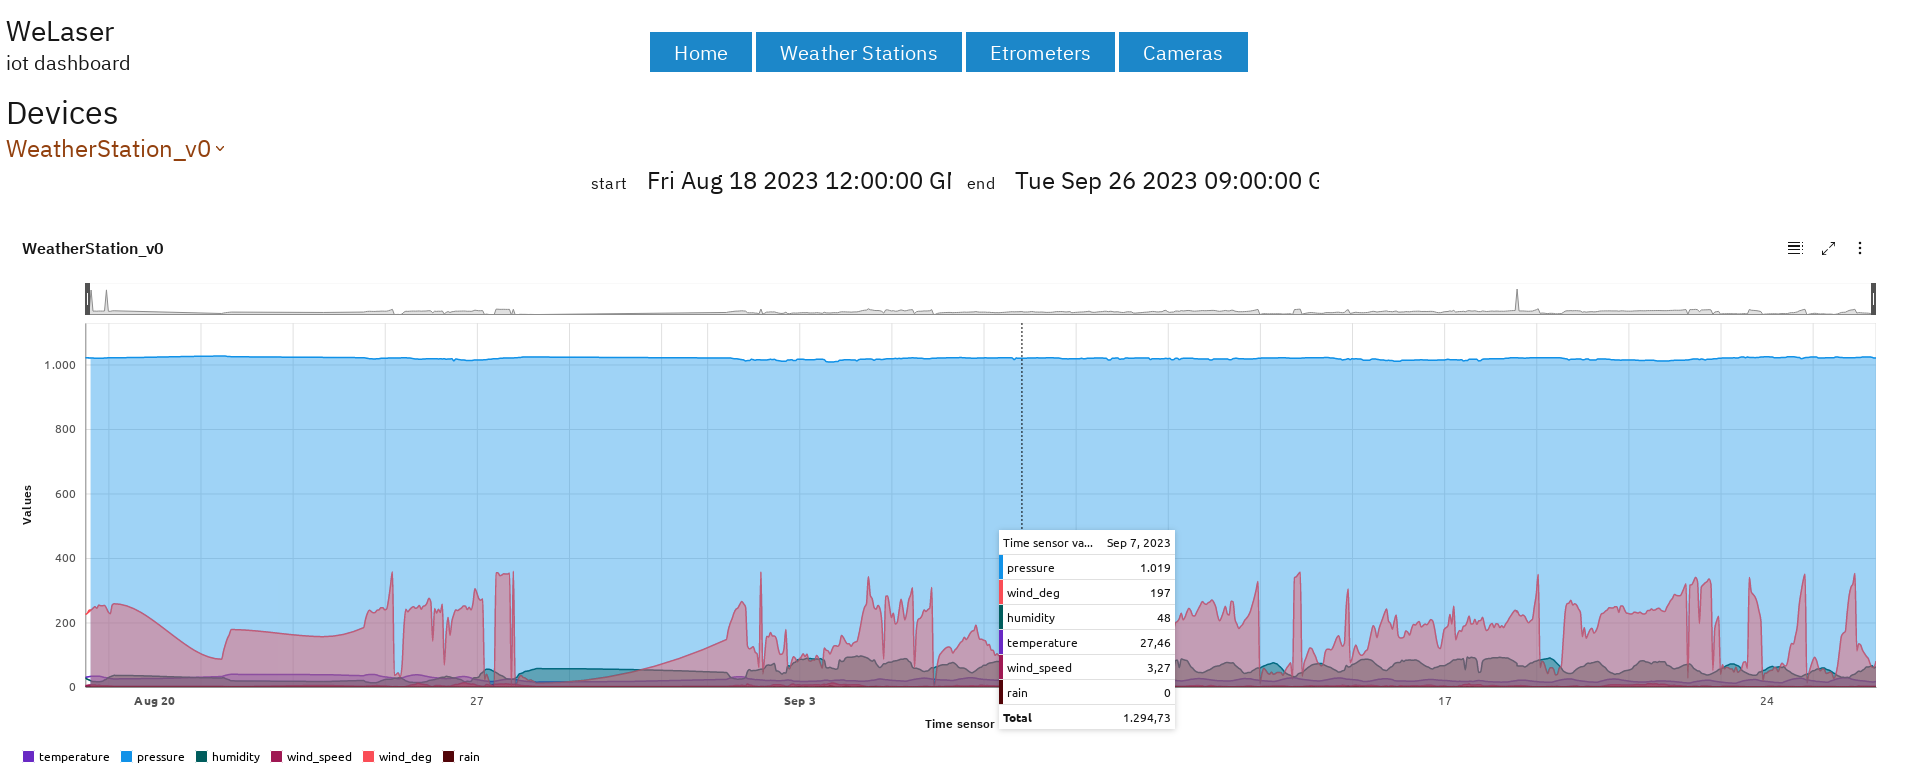 WeLaser
iot dashboard
Home Weather Stations Etrometers Cameras
Devices
WeatherStation_v0
start Fri Aug 18 2023 12:00:00 GI end Tue Sep 26 2023 09:00:00 G
WeatherStation_v0
1.000
800
600
400
200
0
Values
Aug 20 27 Sep 3 17 24
Time sensor
Time sensor va... Sep 7, 2023
pressure 1.019
wind_deg 197
humidity 48
temperature 27,46
wind_speed 3,27
rain 0
Total 1.294,73
temperature pressure humidity wind_speed wind_deg rain